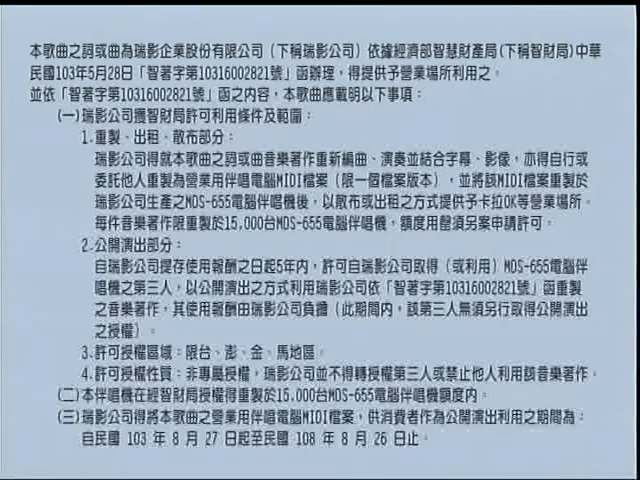 本歌曲之詞或曲為瑞影企業股份有限公司（下稱瑞影公司）依據經濟部智慧財產局(下稱智財局)中華
民國103年5月28日「智著字第10316002821號」函辦理，得提供予營業場所利用之。
並依「智著字第10316002821號」函之內容，本歌曲應載明以下事項：
(一)瑞影公司獲智財局許可利用條件及範圍：
1.重製、出租、散布部分：
瑞影公司得就本歌曲之詞或曲音樂著作重新編曲、演奏並結合字幕、影像，亦得自行或
委託他人重製為營業用伴唱電腦MIDI檔案（限一個檔案版本），並將該MIDI檔案重製於
瑞影公司生產之MDS-655電腦伴唱機後，以散布或出租之方式提供予卡拉OK等營業場所。
每件音樂著作限重製於15,000台MDS-655電腦伴唱機，額度用罄須另案申請許可。
2.公開演出部分：
自瑞影公司提存使用報酬之日起5年內，許可自瑞影公司取得（或利用）MDS-655電腦伴
唱機之第三人，以公開演出之方式利用瑞影公司依「智著字第10316002821號」函重製
之音樂著作，其使用報酬由瑞影公司負擔（此期間內，該第三人無須另行取得公開演出
之授權）。
3.許可授權區域：限台、澎、金、馬地區。
4.許可授權性質：非專屬授權，瑞影公司並不得轉授權第三人或禁止他人利用該音樂著作。
(二)本伴唱機在經智財局授權得重製於15,000台MDS-655電腦伴唱機額度內。
(三)瑞影公司得將本歌曲之營業用伴唱電腦MIDI檔案，供消費者作為公開演出利用之期間為：
自民國 103 年 8 月 27 日起至民國 108 年 8 月 26 日止。